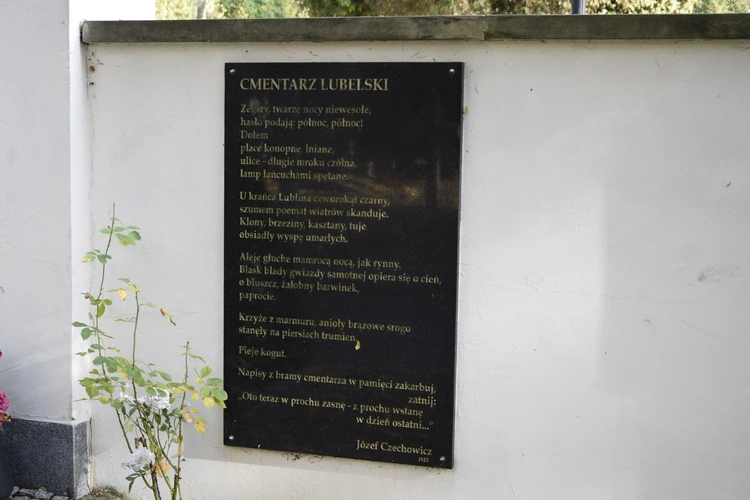 CMENTARZ LUBELSKI
Zegary, twarze nocy niewesołe,
hasło podają: północ, północ!
Dołem
place konopne, lniane,
ulice - długie mroku czółna,
lamp łańcuchami spętane.
U krańca Lublina czworokąt czarny,
szumem poemat wiatrów skanduje.
Klony, brzeziny, kasztany, tuje
obsiadły wyspę umarłych.
Aleje głuche mamrocą nocą, jak rynny.
Blask blady gwiazdy samotnej opiera się o cień,
o bluszcz, żałobny barwinek,
paprocie.
Krzyże z marmuru, anioły brązowe srogo
stanęły na piersiach trumien.
Pieje kogut.
Napisy z bramy cmentarza w pamięci zakarbuj,
zatnij:
„Oto teraz w prochu zasnę - z prochu wstanę
w dzień ostatni..."
Józef Czechowicz